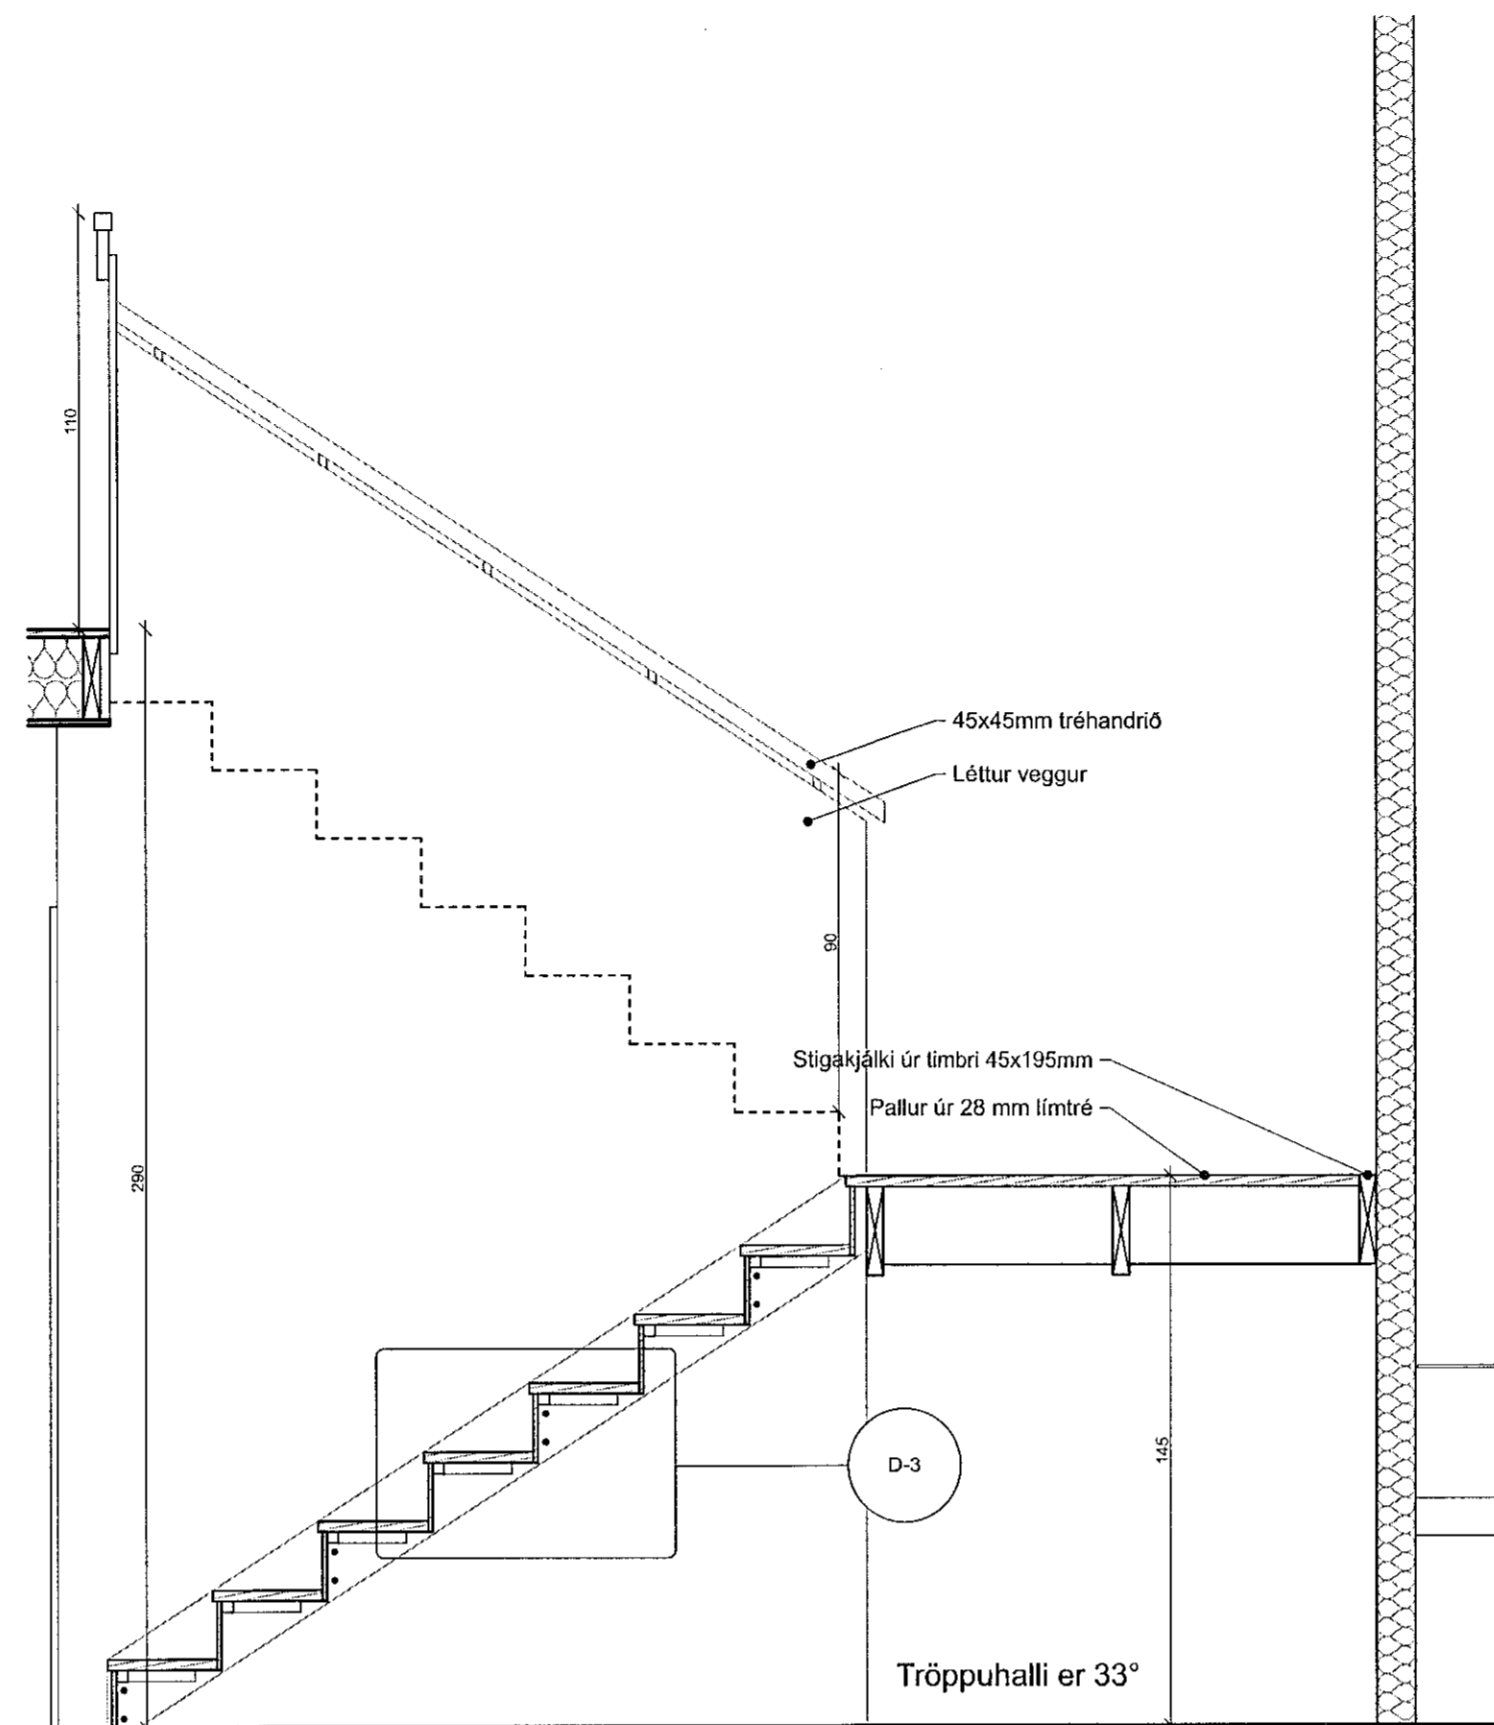 110
45x45mm tréhandrið
Léttur veggur
90
Stigakjálki úr timbri 45x195mm
Pallur úr 28 mm límtré
290
145
D-3
Tröppuhalli er 33°